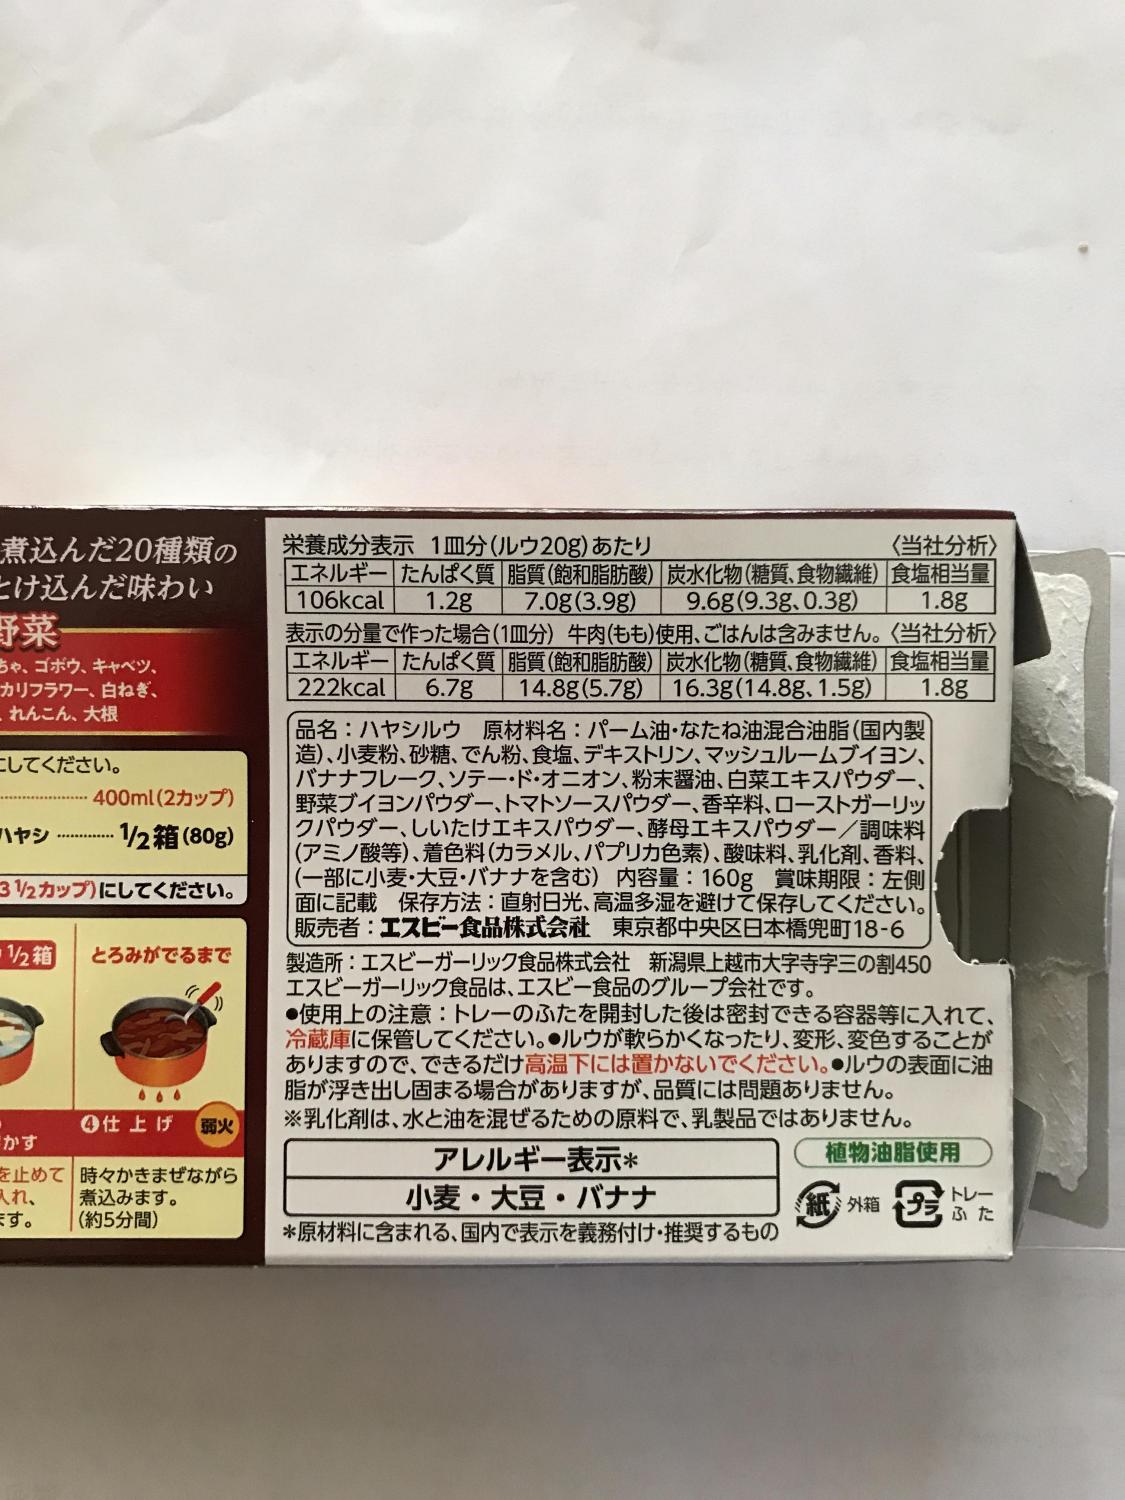 煮込んだ20種類の
とけ込んだ味わい
野菜
ちゃ、ゴボウ、キャベツ、
カリフラワー、白ねぎ、
、れんこん、大根
にしてください。
400ml(2カップ)
ハヤシ 1/2箱(80g)
3 1/2カップ)にしてください。
1/2箱
とろみがでるまで
かす
④仕上げ
弱火
を止めて
入れ、
ます。
時々かきまぜながら
煮込みます。
(約5分間)
栄養成分表示 1皿分(ルウ20g)あたり 〈当社分析〉
エネルギー たんぱく質 脂質(飽和脂肪酸) 炭水化物(糖質、食物繊維) 食塩相当量
106kcal 1.2g 7.0g(3.9g) 9.6g(9.3g、0.3g) 1.8g
表示の分量で作った場合(1皿分) 牛肉(もも)使用、ごはんは含みません。〈当社分析〉
エネルギー たんぱく質 脂質(飽和脂肪酸) 炭水化物(糖質、食物繊維) 食塩相当量
222kcal 6.7g 14.8g(5.7g) 16.3g(14.8g、1.5g) 1.8g
品名:ハヤシルウ 原材料名:パーム油・なたね油混合油脂(国内製
造)、小麦粉、砂糖、でん粉、食塩、デキストリン、マッシュルームブイヨン、
バナナフレーク、ソテー・ド・オニオン、粉末醤油、白菜エキスパウダー、
野菜ブイヨンパウダー、トマトソースパウダー、香辛料、ローストガーリッ
クパウダー、しいたけエキスパウダー、酵母エキスパウダー/調味料
(アミノ酸等)、着色料(カラメル、パプリカ色素)、酸味料、乳化剤、香料、
(一部に小麦・大豆・バナナを含む) 内容量:160g 賞味期限:左側
面に記載 保存方法:直射日光、高温多湿を避けて保存してください。
販売者:エスビー食品株式会社 東京都中央区日本橋兜町18-6
製造所:エスビーガーリック食品株式会社 新潟県上越市大字寺字三の割450
エスビーガーリック食品は、エスビー食品のグループ会社です。
●使用上の注意:トレーのふたを開封した後は密封できる容器等に入れて、
冷蔵庫に保管してください。●ルウが軟らかくなったり、変形、変色することが
ありますので、できるだけ高温下には置かないでください。●ルウの表面に油
脂が浮き出し固まる場合がありますが、品質には問題ありません。
※乳化剤は、水と油を混ぜるための原料で、乳製品ではありません。
アレルギー表示*
小麦・大豆・バナナ
*原材料に含まれる、国内で表示を義務付け・推奨するもの
植物油脂使用
紙 外箱
プラ トレー
ふた